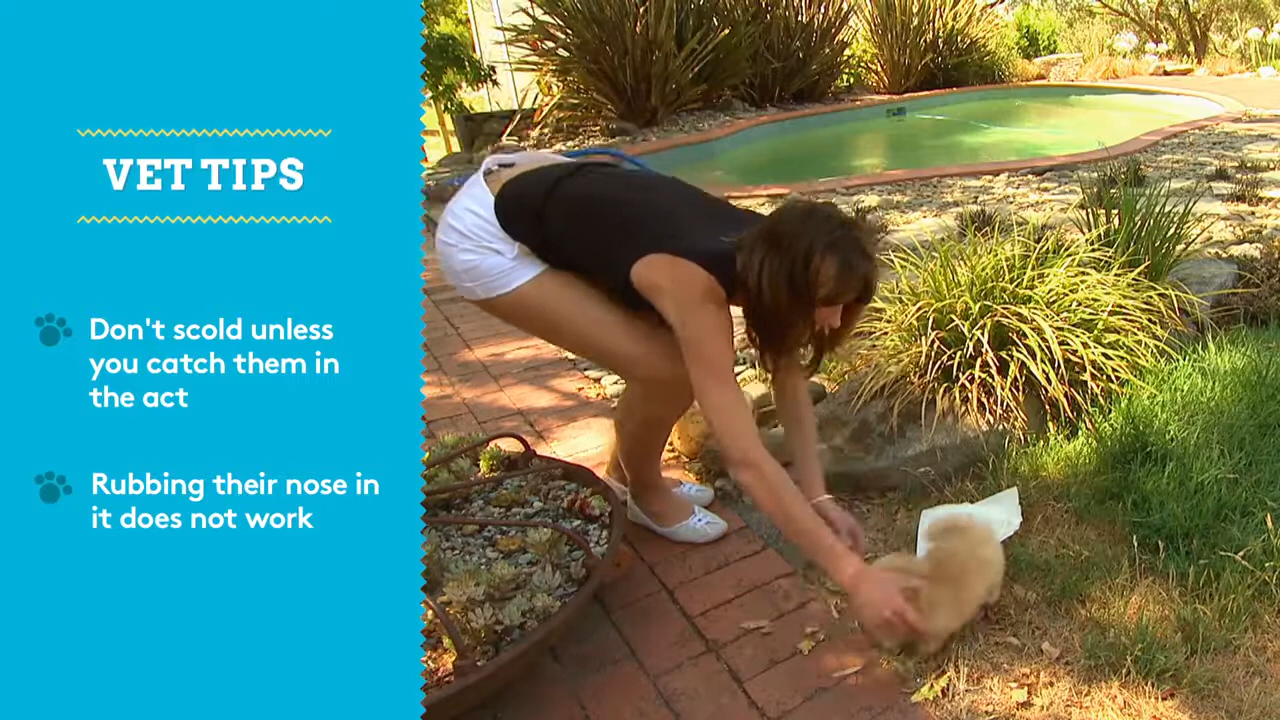 VET TIPS
Don't scold unless
you catch them in
the act
Rubbing their nose in
it does not work